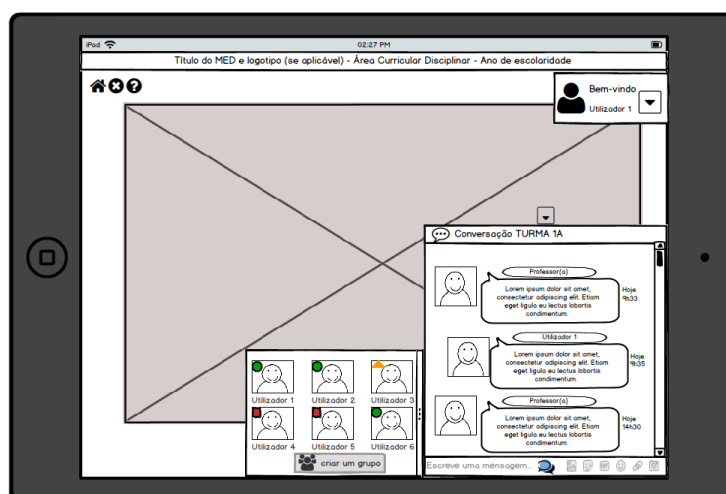 iPad
02:27 PM
Título do MED e logotipo (se aplicável) - Área Curricular Disciplinar - Ano de escolaridade
Bem-vindo
Utilizador 1
Conversação TURMA 1A
Professor(a)
Lorem ipsum dolor sit amet,
consectetur adipiscing elit. Etiam
eget ligula eu lectus lobortis
condimentum.
Hoje
9h33
Utilizador 1
Lorem ipsum dolor sit amet,
consectetur adipiscing elit. Etiam
eget ligula eu lectus lobortis
condimentum.
Hoje
9h35
Professor(a)
Lorem ipsum dolor sit amet,
consectetur adipiscing elit. Etiam
eget ligula eu lectus lobortis
condimentum.
Hoje
14h30
Escreve uma mensagem...
Utilizador 1
Utilizador 2
Utilizador 3
Utilizador 4
Utilizador 5
Utilizador 6
criar um grupo